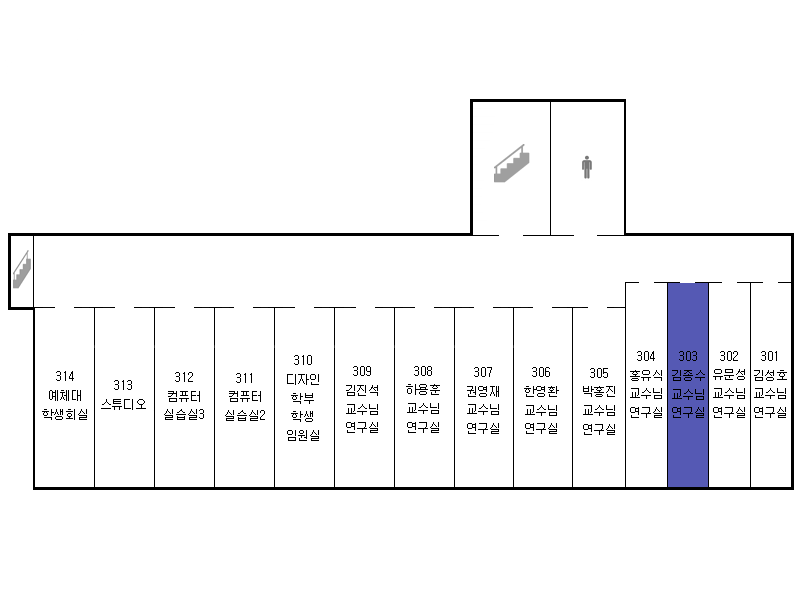 314
예체대
학생회실
313
스튜디오
312
컴퓨터
실습실3
311
컴퓨터
실습실2
310
디자인
학부
학생
임원실
309
김진석
교수님
연구실
308
하용훈
교수님
연구실
307
권영재
교수님
연구실
306
한영환
교수님
연구실
305
박홍진
교수님
연구실
304
홍유식
교수님
연구실
303
김종수
교수님
연구실
302
유문성
교수님
연구실
301
김성호
교수님
연구실